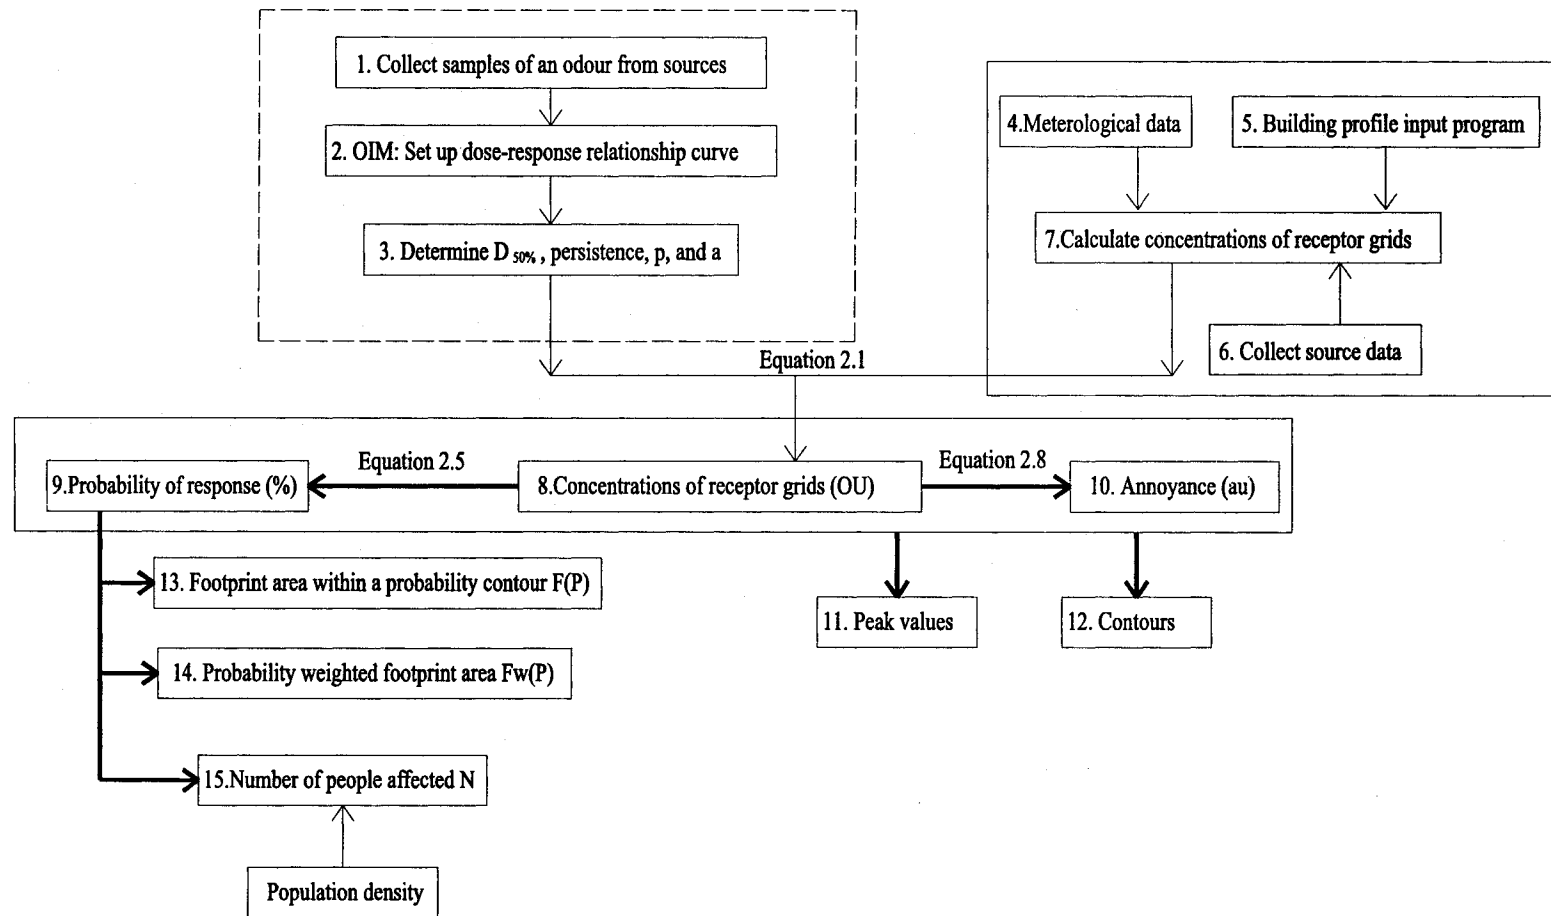 1. Collect samples of an odour from sources
2. OIM: Set up dose-response relationship curve
3. Determine D 50% , persistence, p, and a
4.Meterological data
5. Building profile input program
7.Calculate concentrations of receptor grids
6. Collect source data
Equation 2.1
Equation 2.5
Equation 2.8
9.Probability of response (%)
8.Concentrations of receptor grids (OU)
10. Annoyance (au)
13. Footprint area within a probability contour F(P)
11. Peak values
12. Contours
14. Probability weighted footprint area Fw(P)
15.Number of people affected N
Population density